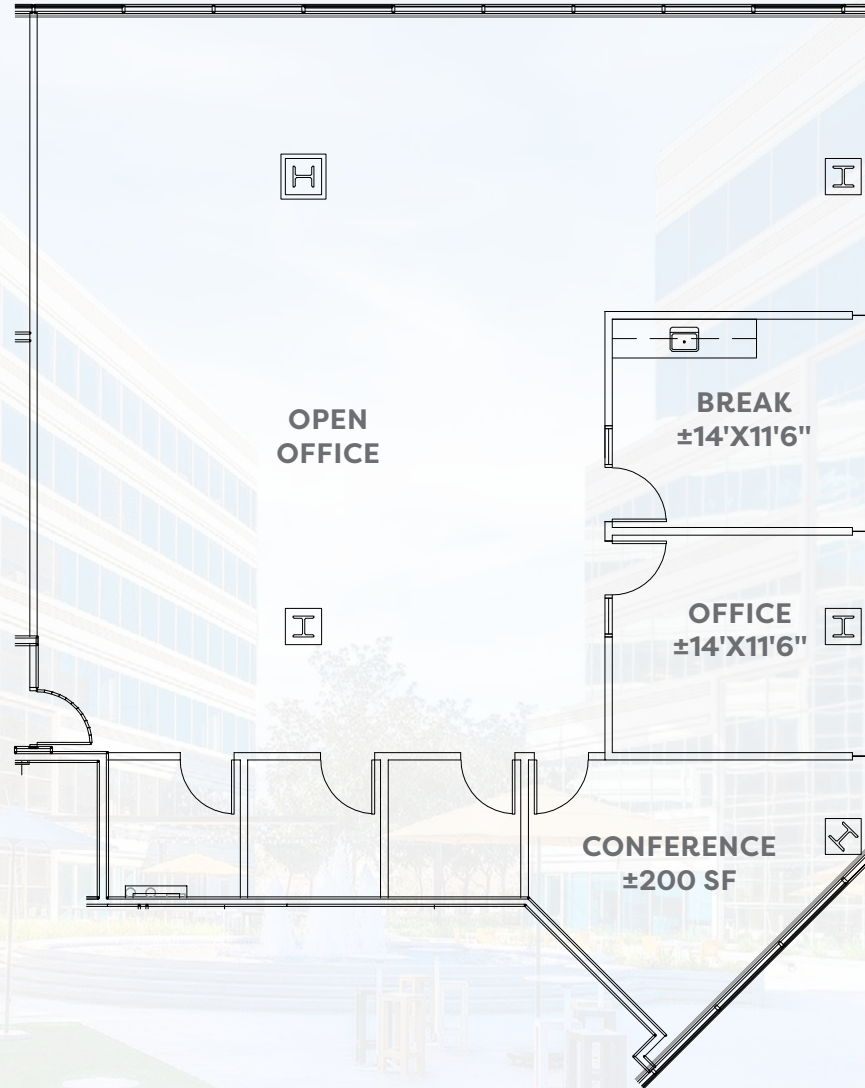 OPEN
OFFICE
BREAK
±14'X11'6"
OFFICE
±14'X11'6"
CONFERENCE
±200 SF